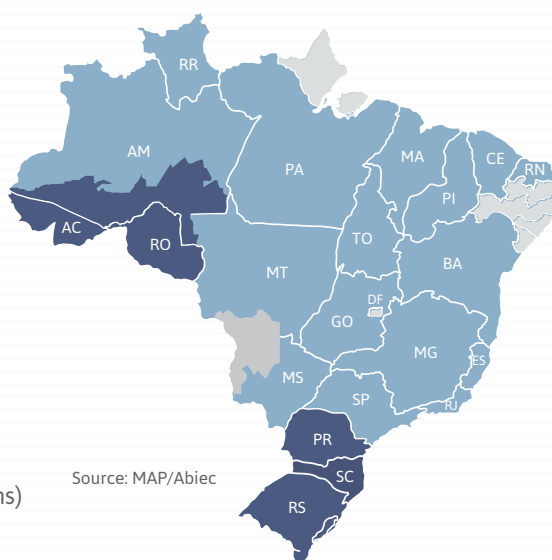 RR
AM
PA
MA
CE
RN
PI
AC
RO
TO
MT
BA
DF
GO
MG
ES
MS
SP
RJ
PR
SC
RS
Source: MAP/Abiec
ns)